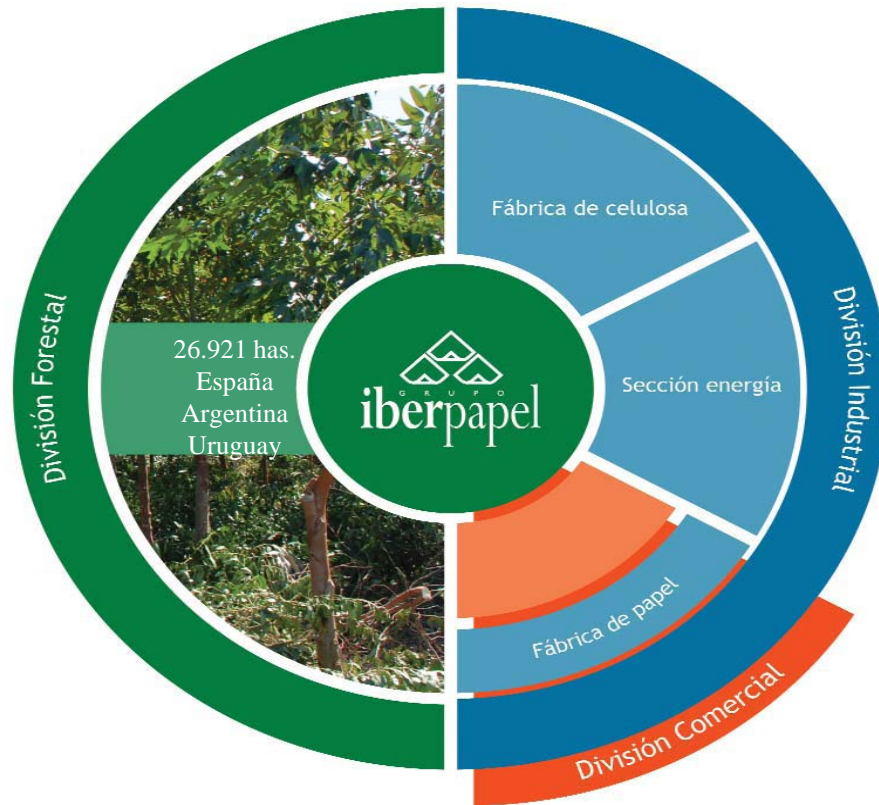 División Forestal
26.921 has.
España
Argentina
Uruguay
GRUPO
iberpapel
Fábrica de celulosa
Sección energía
Fábrica de papel
División Industrial
División Comercial